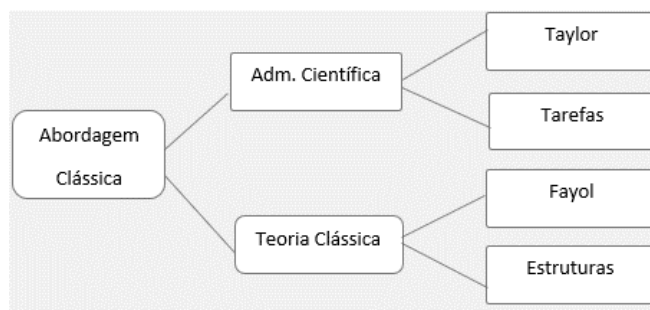 Abordagem
Clássica
Adm. Científica
Taylor
Tarefas
Teoria Clássica
Fayol
Estruturas